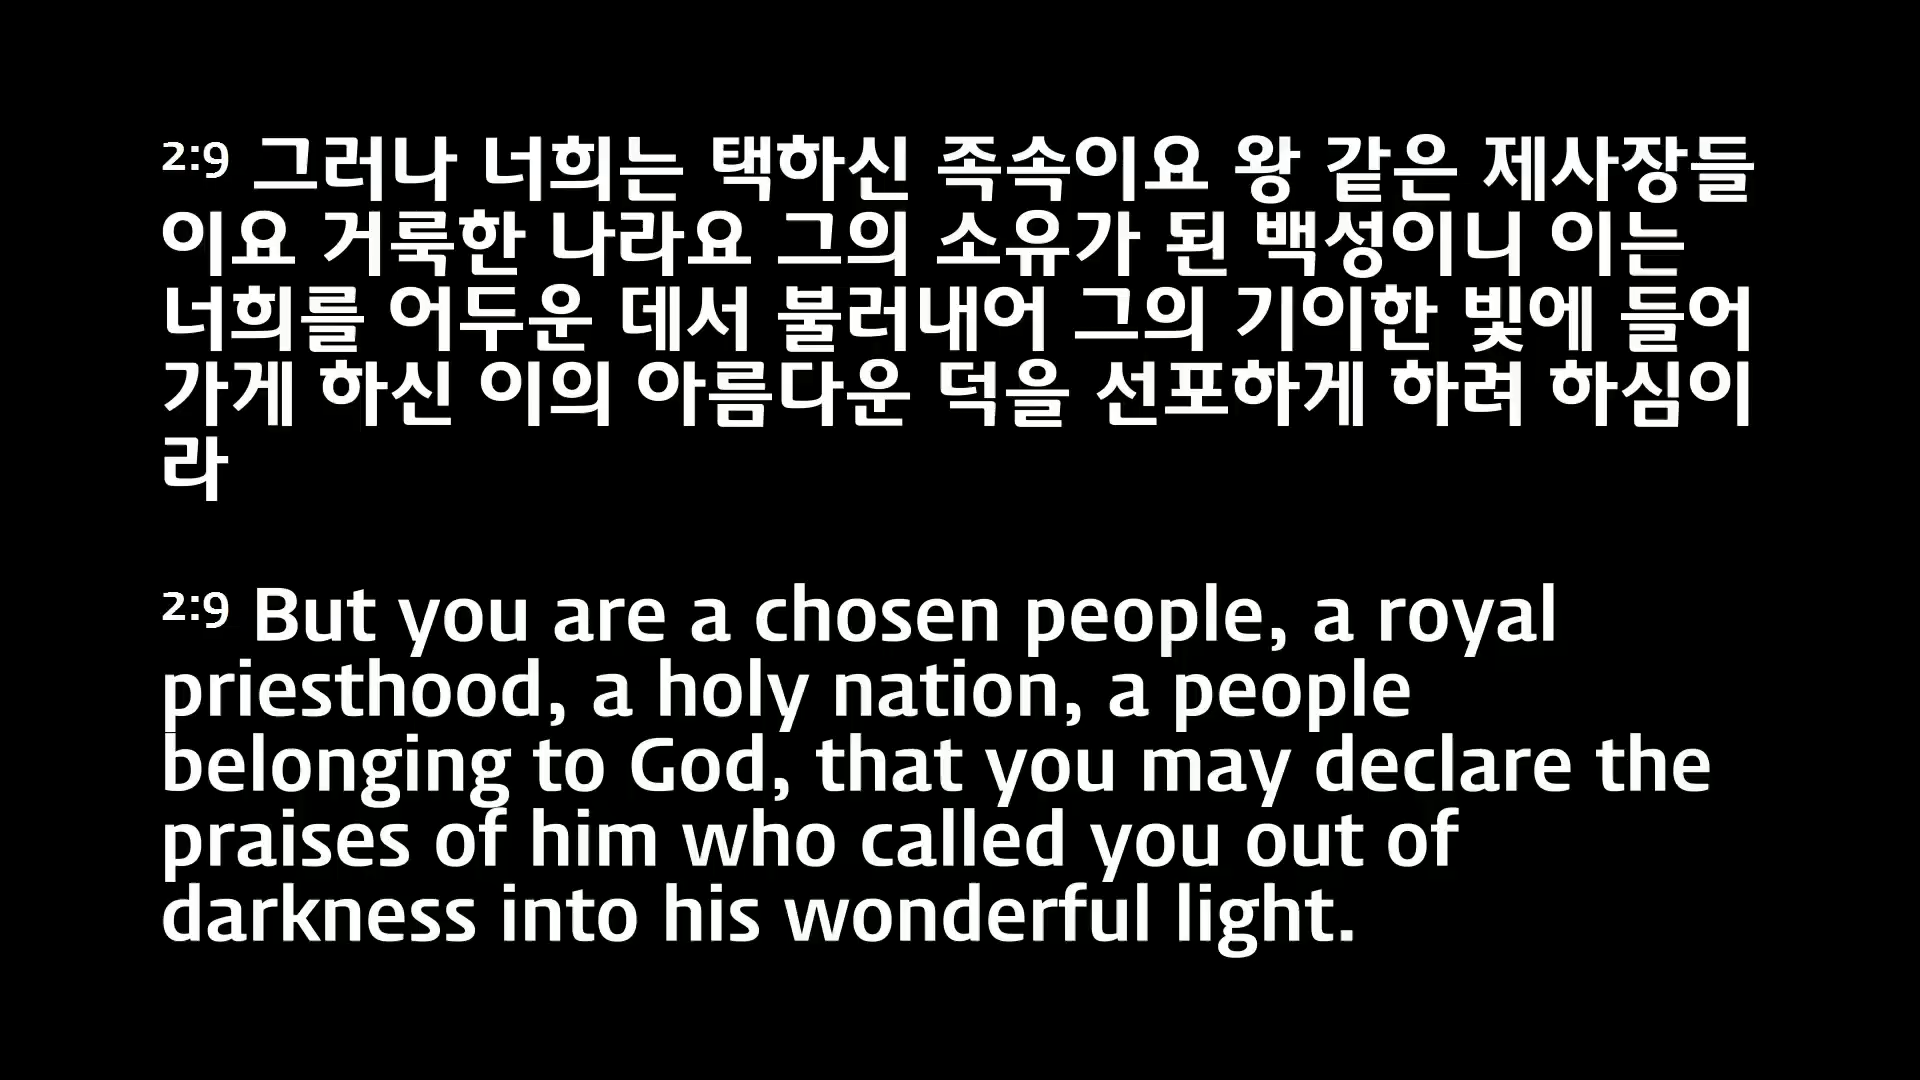 2:9 그러나 너희는 택하신 족속이요 왕 같은 제사장들
이요 거룩한 나라요 그의 소유가 된 백성이니 이는
너희를 어두운 데서 불러내어 그의 기이한 빛에 들어
가게 하신 이의 아름다운 덕을 선포하게 하려 하심이
라
2:9 But you are a chosen people, a royal
priesthood, a holy nation, a people
belonging to God, that you may declare the
praises of him who called you out of
darkness into his wonderful light.